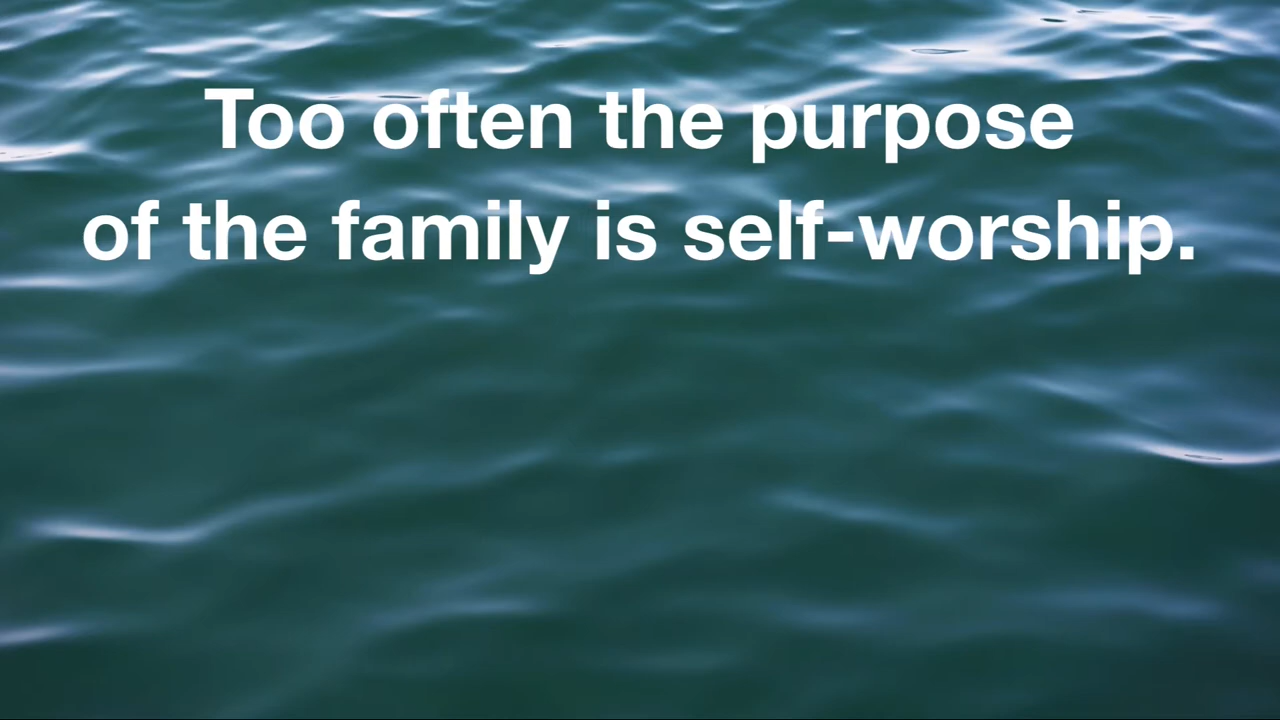 Too often the purpose
of the family is self-worship.